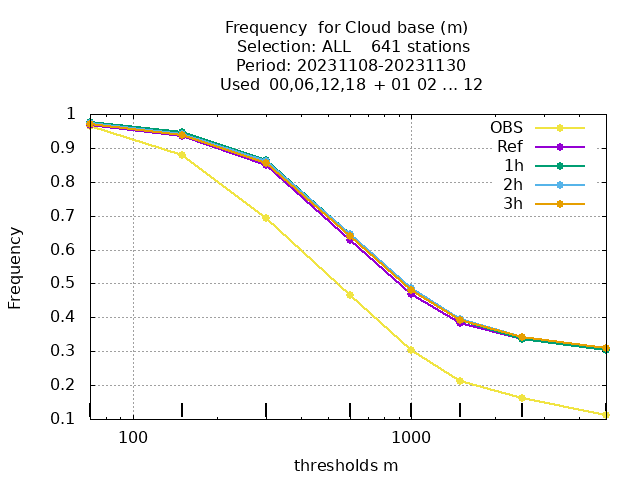 Frequency  for Cloud base (m)
Selection: ALL    641 stations
Period: 20231108-20231130
Used  00,06,12,18  + 01 02 ... 12
1
0.9
0.8
0.7
0.6
0.5
0.4
0.3
0.2
0.1
Frequency
OBS
Ref
1h
2h
3h
100
1000
thresholds m